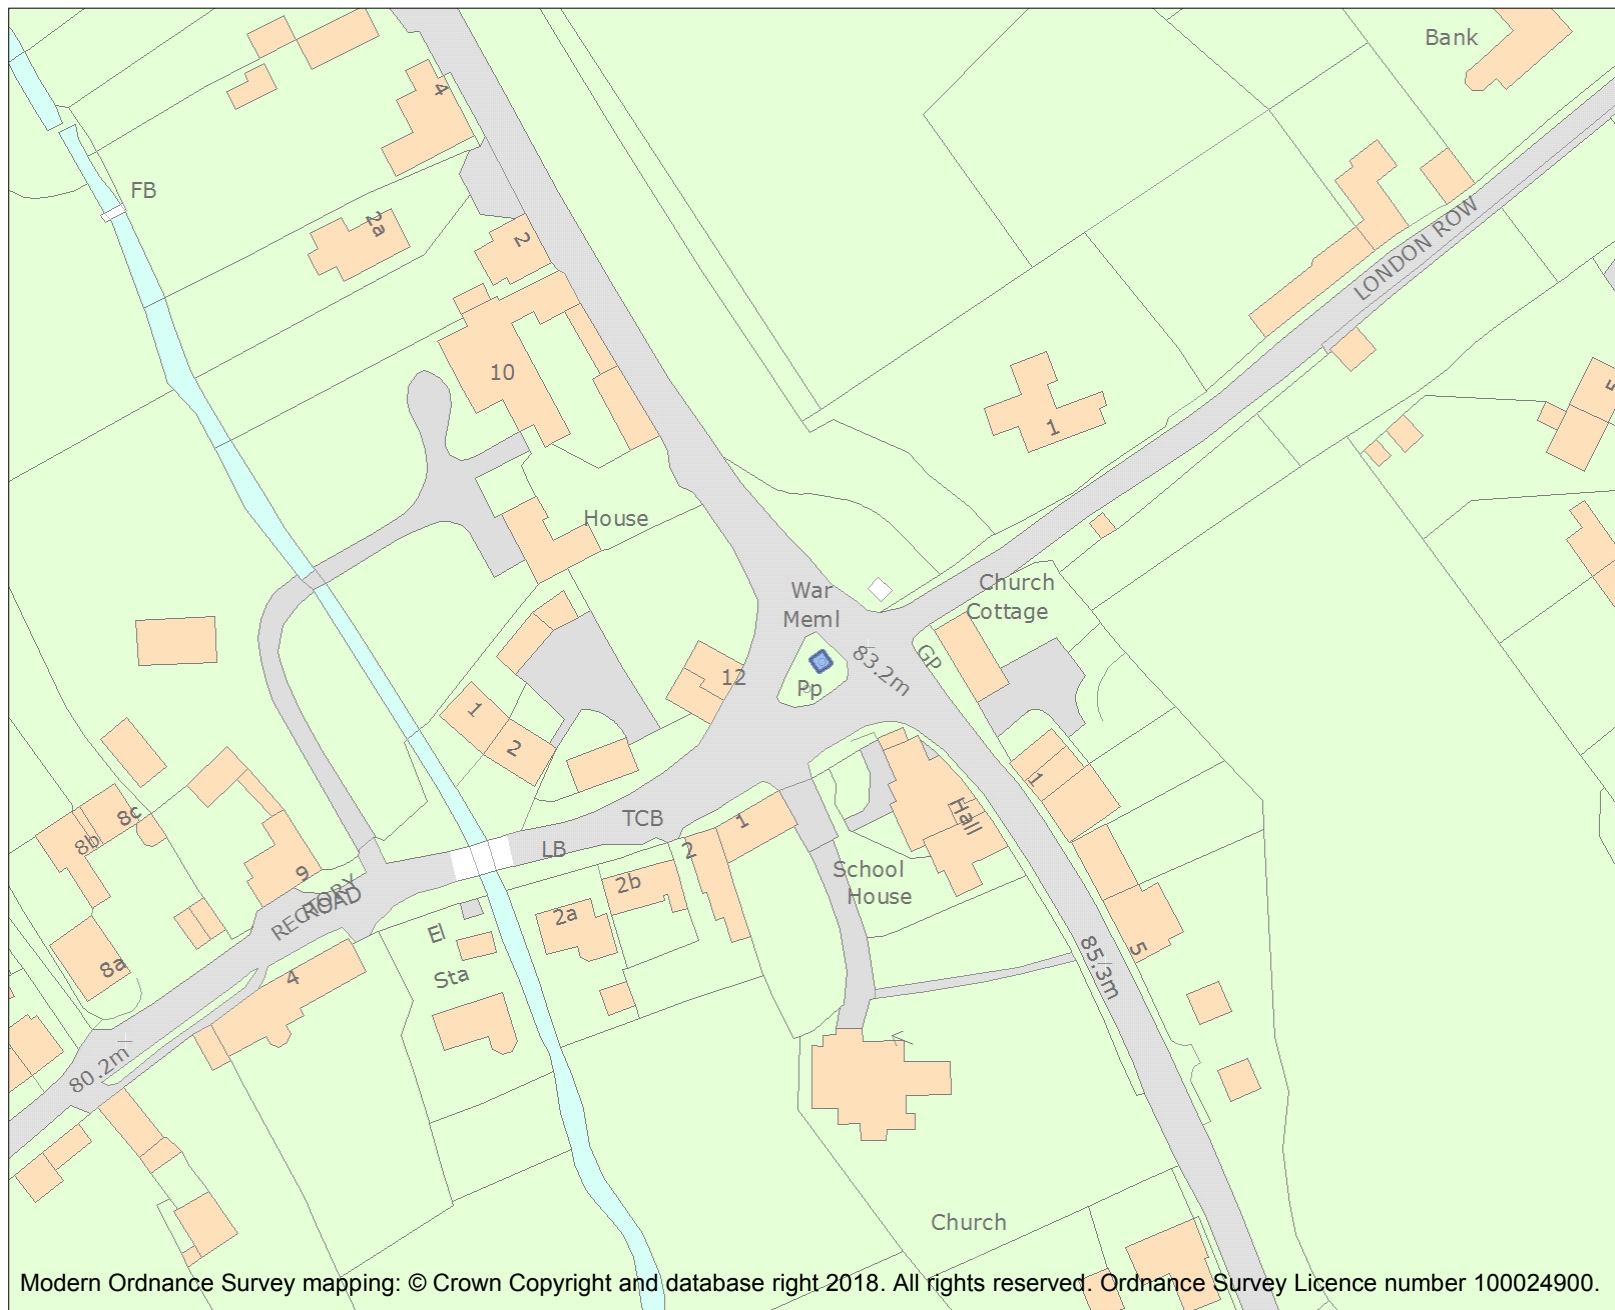 Bank
4
FB
2a
2
LONDON ROW
10
5
1
House
Church
Cottage
War
Meml
GP
83.2m
12
Pp
1
2
1
8c
8b
TCB
Hall
1
2
LB
School
House
9
RECTORY
ROAD
2b
2a
El
Sta
8a
4
85.3m
5
80.2m
Church
Modern Ordnance Survey mapping: © Crown Copyright and database right 2018. All rights reserved. Ordnance Survey Licence number 100024900.